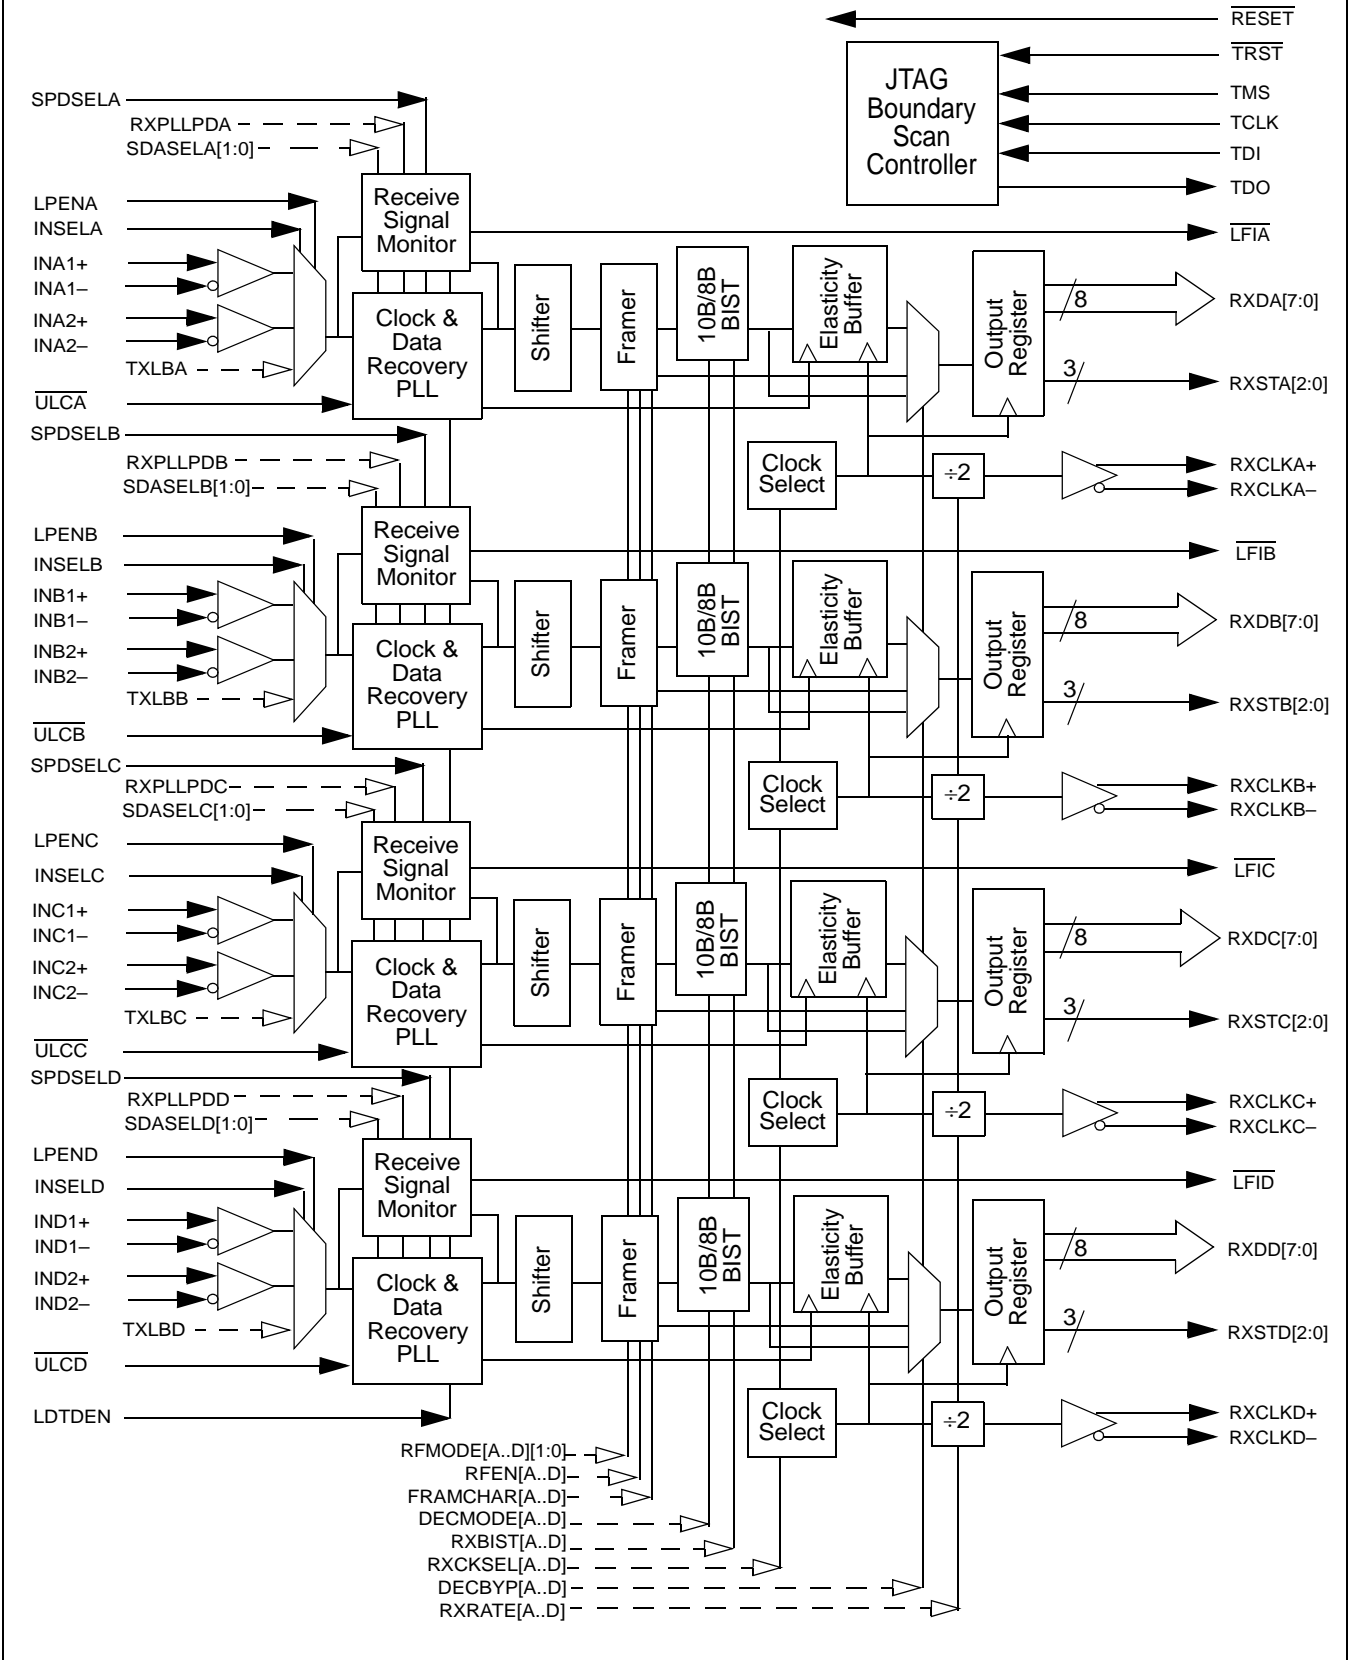 RESET
TRST
JTAG
Boundary
Scan
Controller
TMS
TCLK
TDI
TDO
SPDSELA
RXPLLPDA
SDASELA[1:0]
LPENA
INSELA
INA1+
INA1–
INA2+
INA2–
TXLBA
ULCA
Receive
Signal
Monitor
Clock &
Data
Recovery
PLL
Shifter
Framer
10B/8B
BIST
Elasticity
Buffer
Output
Register
Clock
Select
÷2
LFIA
8
RXDA[7:0]
3
RXSTA[2:0]
RXCLKA+
RXCLKA–
SPDSELB
RXPLLPDB
SDASELB[1:0]
LPENB
INSELB
INB1+
INB1–
INB2+
INB2–
TXLBB
ULCB
Receive
Signal
Monitor
Clock &
Data
Recovery
PLL
Shifter
Framer
10B/8B
BIST
Elasticity
Buffer
Output
Register
Clock
Select
÷2
LFIB
8
RXDB[7:0]
3
RXSTB[2:0]
RXCLKB+
RXCLKB–
SPDSELC
RXPLLPDC
SDASELC[1:0]
LPENC
INSELC
INC1+
INC1–
INC2+
INC2–
TXLBC
ULCC
Receive
Signal
Monitor
Clock &
Data
Recovery
PLL
Shifter
Framer
10B/8B
BIST
Elasticity
Buffer
Output
Register
Clock
Select
÷2
LFIC
8
RXDC[7:0]
3
RXSTC[2:0]
RXCLKC+
RXCLKC–
SPDSELD
RXPLLPDD
SDASELD[1:0]
LPEND
INSELD
IND1+
IND1–
IND2+
IND2–
TXLBD
ULCD
Receive
Signal
Monitor
Clock &
Data
Recovery
PLL
Shifter
Framer
10B/8B
BIST
Elasticity
Buffer
Output
Register
Clock
Select
÷2
LFID
8
RXDD[7:0]
3
RXSTD[2:0]
RXCLKD+
RXCLKD–
LDTDEN
RFMODE[A..D][1:0]
RFEN[A..D]
FRAMCHAR[A..D]
DECMODE[A..D]
RXBIST[A..D]
RXCKSEL[A..D]
DECBYP[A..D]
RXRATE[A..D]